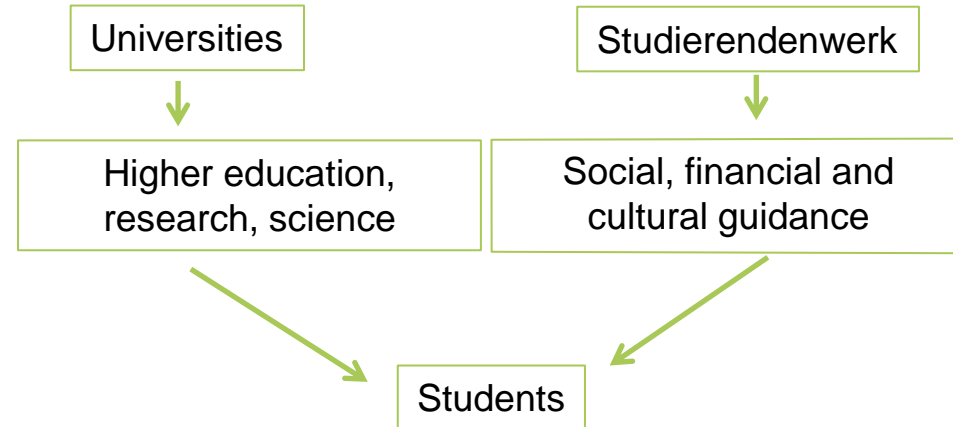 Universities
Studierendenwerk
Higher education,
research, science
Social, financial and
cultural guidance
Students